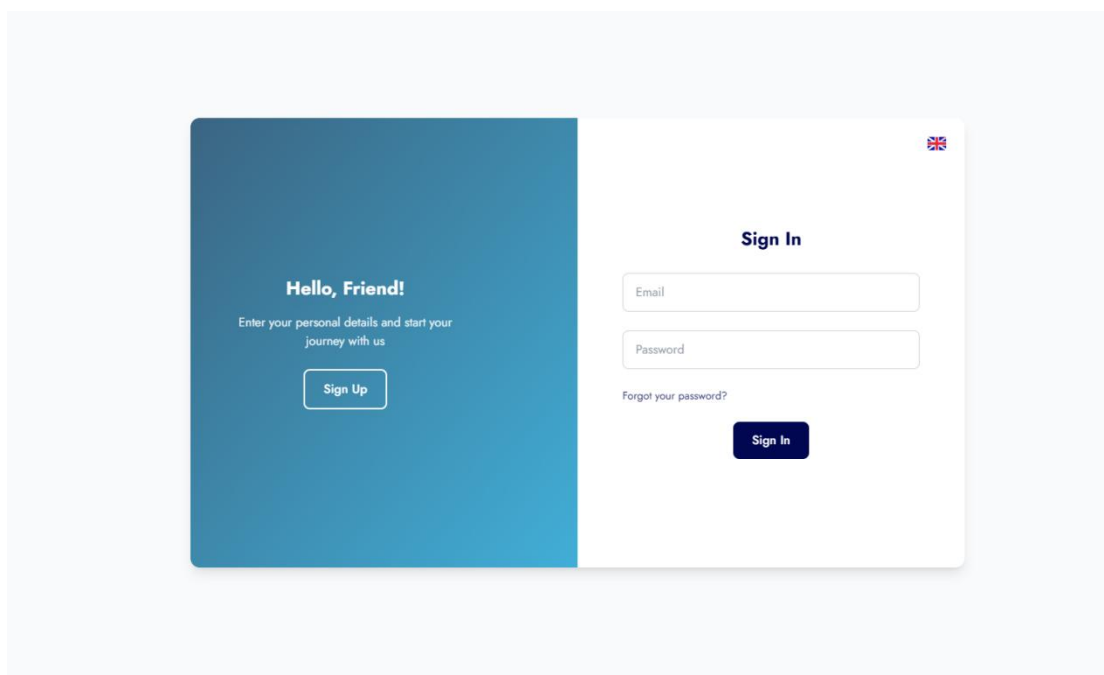 Hello, Friend!
Enter your personal details and start your
journey with us
Sign Up
Sign In
Email
Password
Forgot your password?
Sign In